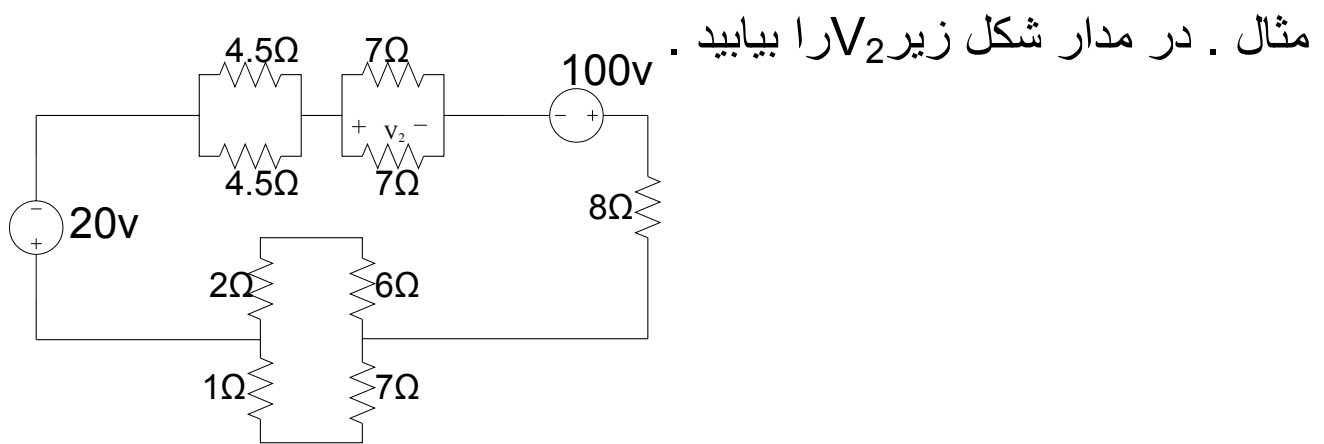 مثال . در مدار شکل زیر V₂ را بیابید .
4.5Ω
7Ω
100v
- +
+ V₂ -
4.5Ω
7Ω
8Ω
-
20v
+
2Ω
6Ω
1Ω
7Ω